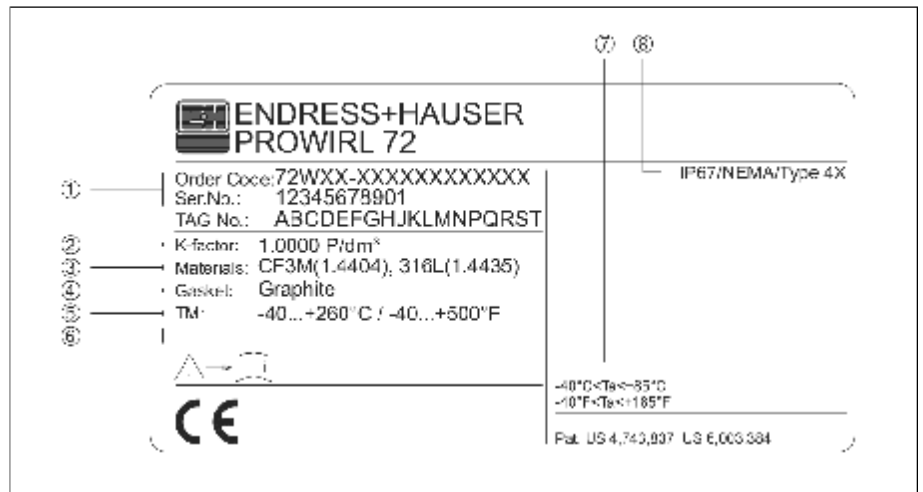 ⑦ ⑧
ENDRESS+HAUSER
PROWIRL 72
IP67/NEMA/Type 4X
① Order Code: 72WXX-XXXXXXXXXXXX
Ser.No.: 12345678901
TAG No.: ABCDEFGHJKLMNPQRST
② K-factor: 1.0000 P/dm³
③ Materials: CF3M(1.4404), 316L(1.4435)
④ Gasket: Graphite
⑤ TM: -40...+260°C / -40...+500°F
⑥
-40°C<Ta<+85°C
-40°F<Ta<+185°F
CE
Pat. US 4,743,837 US 6,003,384